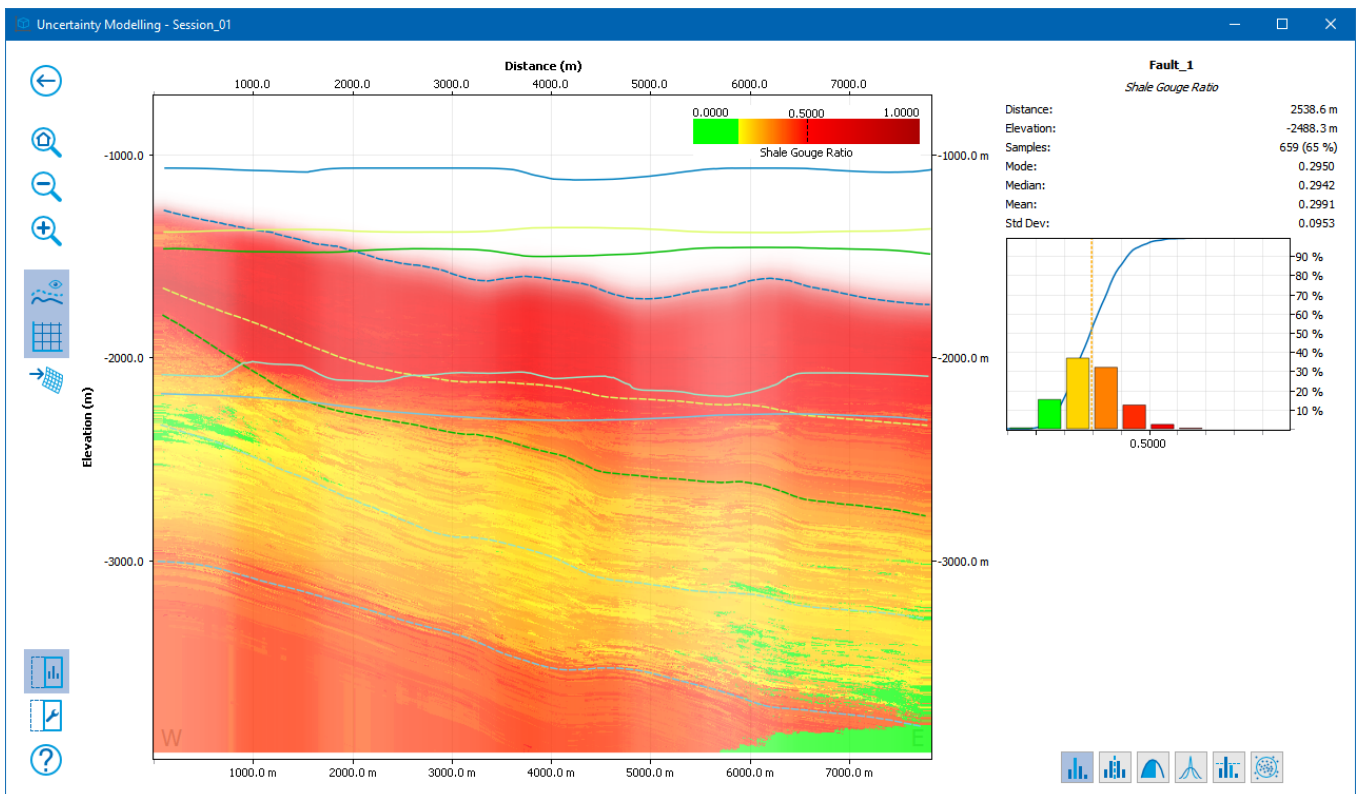 Uncertainty Modelling - Session_01
Distance (m)
1000.0 2000.0 3000.0 4000.0 5000.0 6000.0 7000.0
0.0000 0.5000 1.0000
Shale Gouge Ratio
-1000.0
-2000.0
-3000.0
Elevation (m)
-1000.0 m
-2000.0 m
-3000.0 m
W
E
1000.0 m 2000.0 m 3000.0 m 4000.0 m 5000.0 m 6000.0 m 7000.0 m
Fault_1
Shale Gouge Ratio
Distance: 2538.6 m
Elevation: -2488.3 m
Samples: 659 (65 %)
Mode: 0.2950
Median: 0.2942
Mean: 0.2991
Std Dev: 0.0953
90 %
80 %
70 %
60 %
50 %
40 %
30 %
20 %
10 %
0.5000